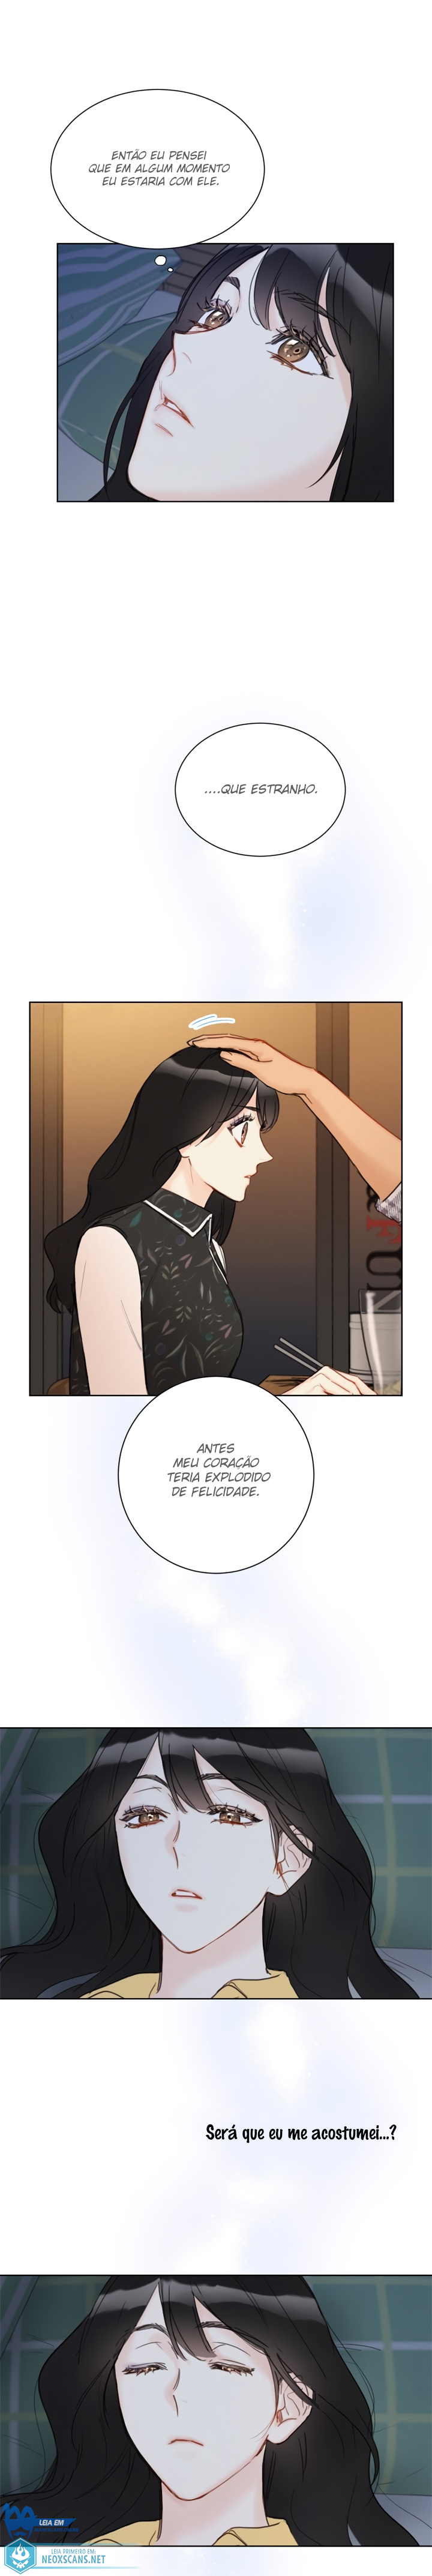 ENTÃO EU PENSEI
QUE EM ALGUM MOMENTO
EU ESTARIA COM ELE.
....QUE ESTRANHO.
ANTES
MEU CORAÇÃO
TERIA EXPLODIDO
DE FELICIDADE.
Será que eu me acostumei...?
LEIA EM
LEIA PRIMEIRO EM:
NEOXSCANS.NET